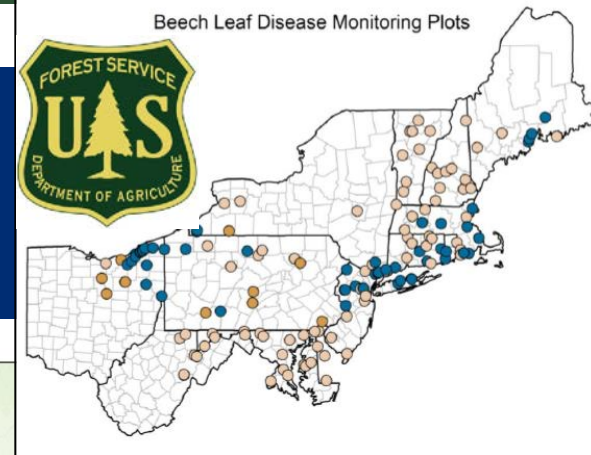 Beech Leaf Disease Monitoring Plots
FOREST SERVICE
U S
DEPARTMENT OF AGRICULTURE